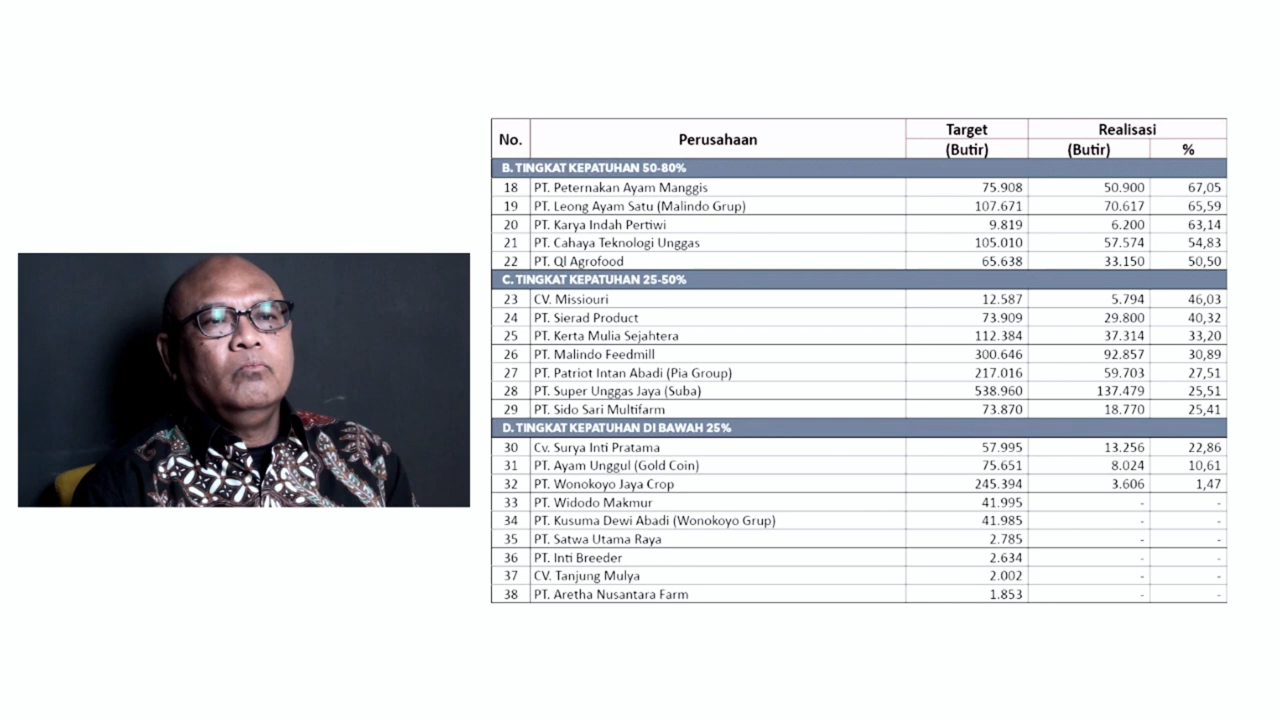 No. Perusahaan Target (Butir) Realisasi (Butir) %
B. TINGKAT KEPATUHAN 50-80%
18 PT. Peternakan Ayam Manggis 75.908 50.900 67,05
19 PT. Leong Ayam Satu (Malindo Grup) 107.671 70.617 65,59
20 PT. Karya Indah Pertiwi 9.819 6.200 63,14
21 PT. Cahaya Teknologi Unggas 105.010 57.574 54,83
22 PT. QI Agrofood 65.638 33.150 50,50
C. TINGKAT KEPATUHAN 25-50%
23 CV. Missiouri 12.587 5.794 46,03
24 PT. Sierad Product 73.909 29.800 40,32
25 PT. Kerta Mulia Sejahtera 112.384 37.314 33,20
26 PT. Malindo Feedmill 300.646 92.857 30,89
27 PT. Patriot Intan Abadi (Pia Group) 217.016 59.703 27,51
28 PT. Super Unggas Jaya (Suba) 538.960 137.479 25,51
29 PT. Sido Sari Multifarm 73.870 18.770 25,41
D. TINGKAT KEPATUHAN DI BAWAH 25%
30 Cv. Surya Inti Pratama 57.995 13.256 22,86
31 PT. Ayam Unggul (Gold Coin) 75.651 8.024 10,61
32 PT. Wonokoyo Jaya Crop 245.394 3.606 1,47
33 PT. Widodo Makmur 41.995 - -
34 PT. Kusuma Dewi Abadi (Wonokoyo Grup) 41.985 - -
35 PT. Satwa Utama Raya 2.785 - -
36 PT. Inti Breeder 2.634 - -
37 CV. Tanjung Mulya 2.002 - -
38 PT. Aretha Nusantara Farm 1.853 - -